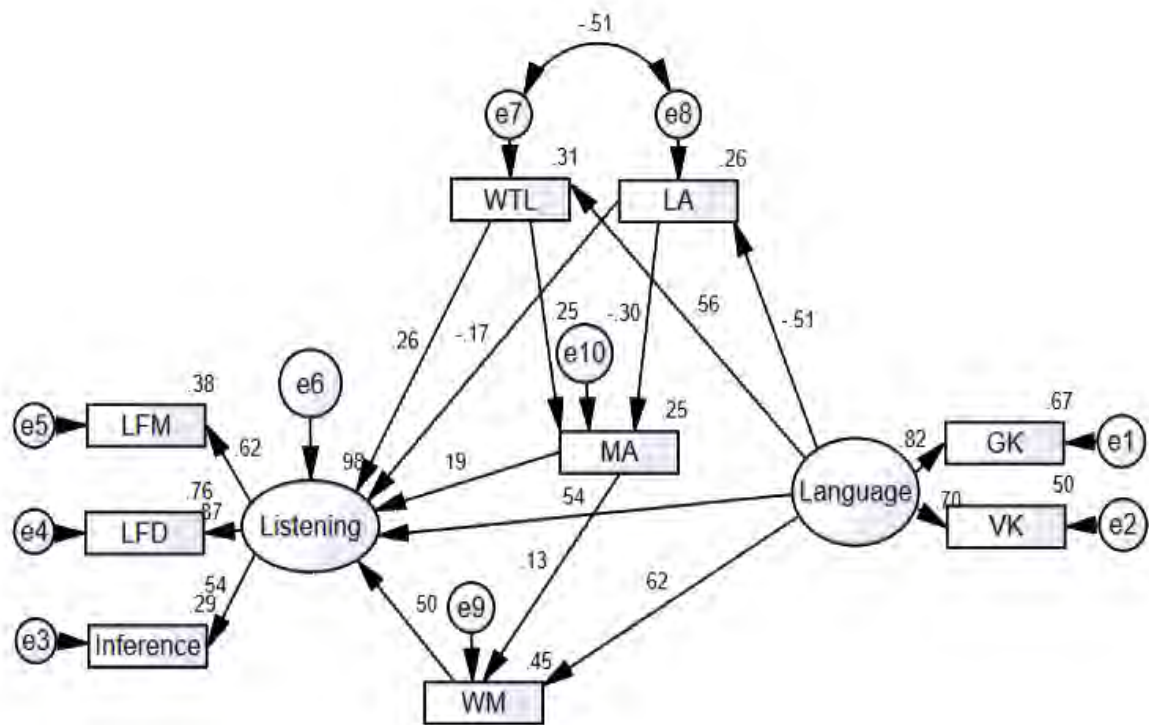 -.51
e7 e8
.31 .26
WTL LA
.56
-.51
.26
-.17
.25
-.30
e10
e6
.38
.67
e5 LFM
.62
.25
MA
.82
GK e1
.98
.19
.76
.87
.54
Language
.50
e4 LFD
Listening
.70
VK e2
.13
.62
.54
.29
.50
e9
e3 Inference
.45
WM